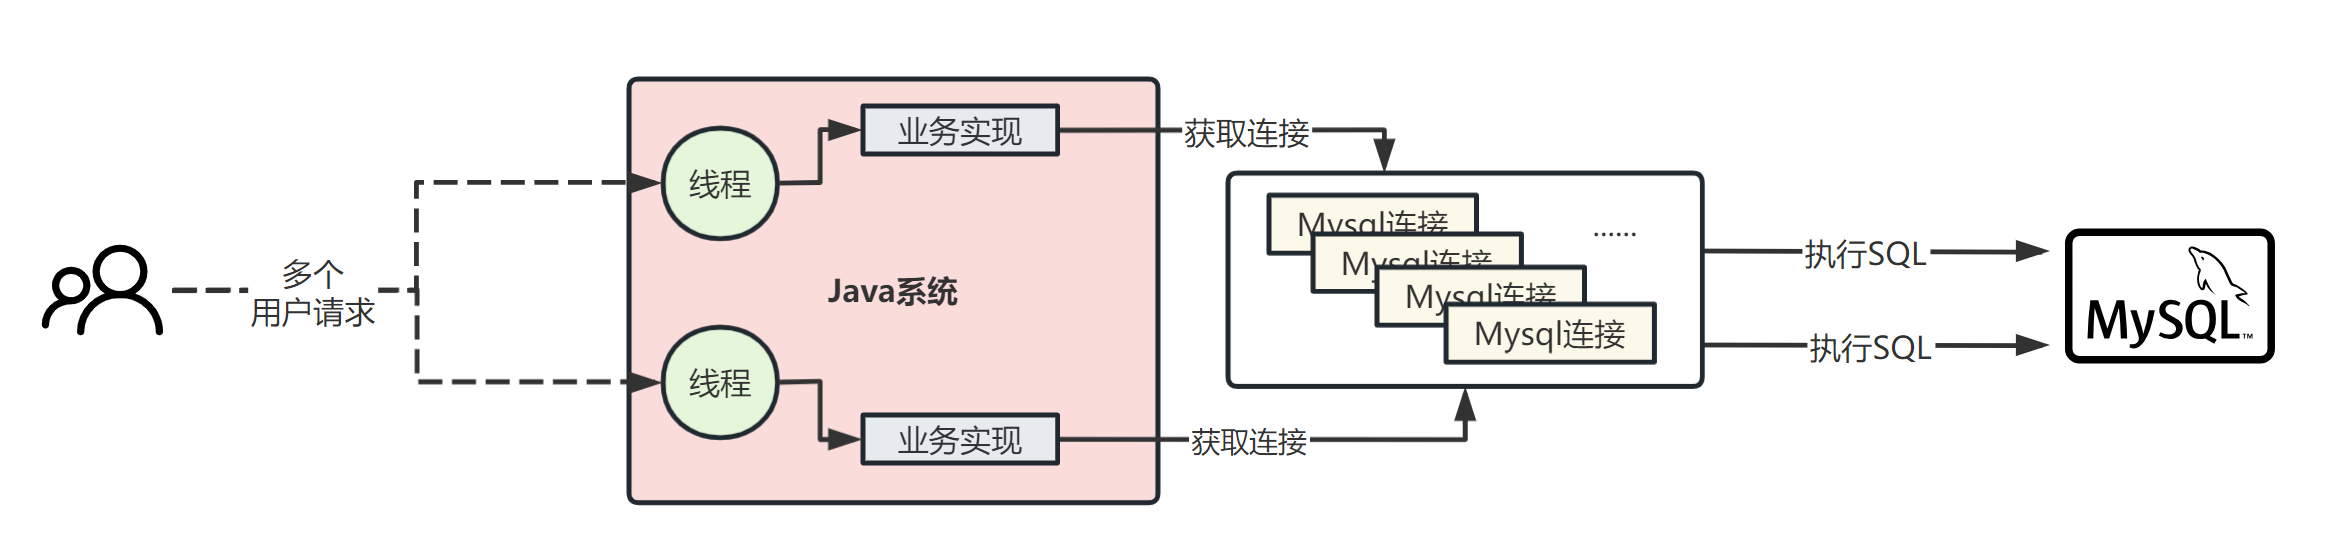 多个
用户请求
线程
业务实现
Java系统
线程
业务实现
获取连接
获取连接
Mysql连接
Mysql连接
Mysql连接
Mysql连接
......
执行SQL
执行SQL
MySQL™